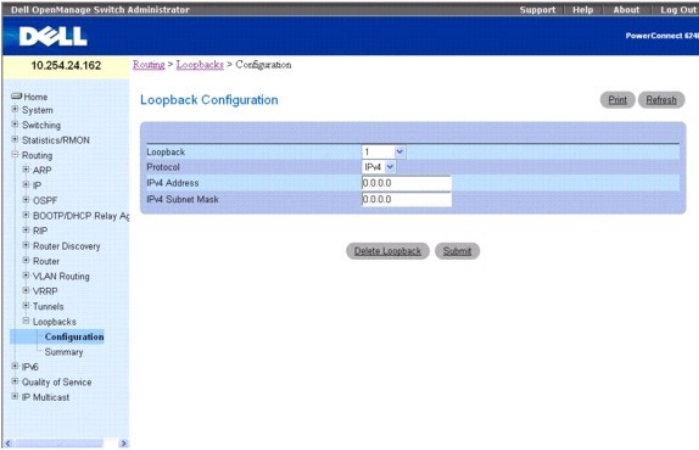 Dell OpenManage Switch Administrator
Support Help About Log Out
DELL
PowerConnect 6248
10.254.24.162
Routing > Loopbacks > Configuration
Home
System
Switching
Statistics/RMON
Routing
ARP
IP
OSPF
BOOTP/DHCP Relay Ag
RIP
Router Discovery
Router
VLAN Routing
VRRP
Tunnels
Loopbacks
Configuration
Summary
IPv6
Quality of Service
IP Multicast
Loopback Configuration
Print Refresh
Loopback 1
Protocol IPv4
IPv4 Address 0.0.0.0
IPv4 Subnet Mask 0.0.0.0
Delete Loopback Submit